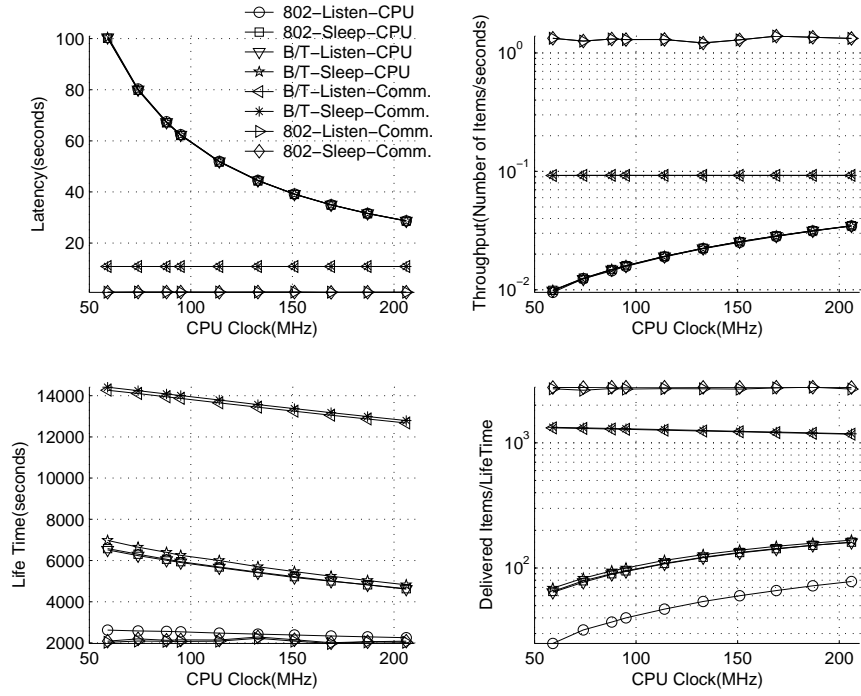 100
80
60
40
20
50
100
150
200
CPU Clock(MHz)
Latency(seconds)
802-Listen-CPU
802-Sleep-CPU
B/T-Listen-CPU
B/T-Sleep-CPU
B/T-Listen-Comm.
B/T-Sleep-Comm.
802-Listen-Comm.
802-Sleep-Comm.
10^0
10^-1
10^-2
50
100
150
200
CPU Clock(MHz)
Throughput(Number of Items/seconds)
14000
12000
10000
8000
6000
4000
2000
50
100
150
200
CPU Clock(MHz)
Life Time(seconds)
10^3
10^2
50
100
150
200
CPU Clock(MHz)
Delivrred Items/LifeTime